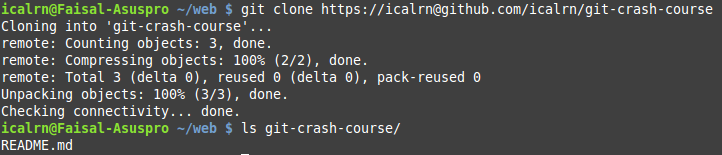 icalrn@Faisal-Asuspro ~/web $ git clone https://icalrn@github.com/icalrn/git-crash-course
Cloning into 'git-crash-course'...
remote: Counting objects: 3, done.
remote: Compressing objects: 100% (2/2), done.
remote: Total 3 (delta 0), reused 0 (delta 0), pack-reused 0
Unpacking objects: 100% (3/3), done.
Checking connectivity... done.
icalrn@Faisal-Asuspro ~/web $ ls git-crash-course/
README.md